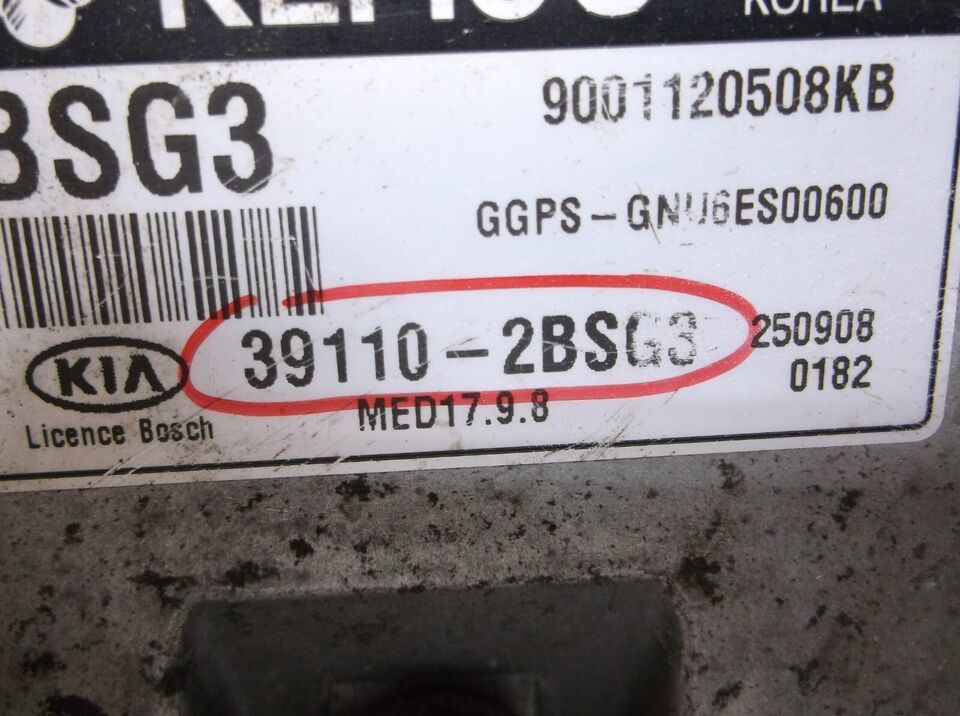 KOREA
BSG3
9001120508KB
GGPS-GNU6ES00600
39110-2BSG3
250908
0182
KIA
MED17.9.8
Licence Bosch